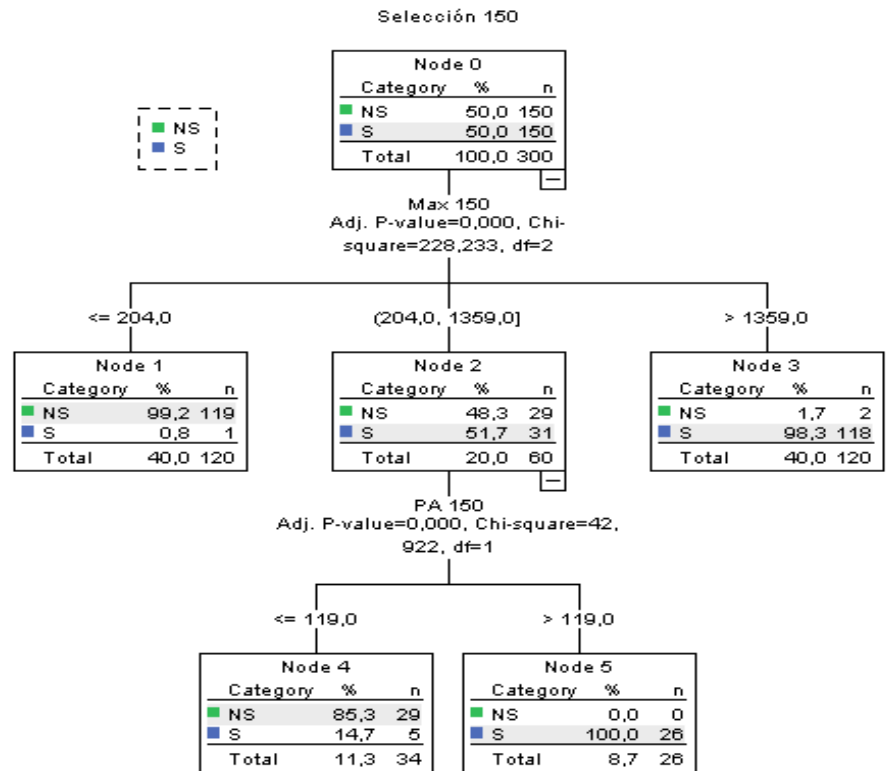 Selección 150
Node 0
Category % n
NS 50,0 150
S 50,0 150
Total 100,0 300
NS
S
Max 150
Adj. P-value=0,000, Chi-
square=228,233, df=2
<= 204,0
(204,0, 1359,0]
> 1359,0
Node 1
Category % n
NS 99,2 119
S 0,8 1
Total 40,0 120
Node 2
Category % n
NS 48,3 29
S 51,7 31
Total 20,0 60
Node 3
Category % n
NS 1,7 2
S 98,3 118
Total 40,0 120
PA 150
Adj. P-value=0,000, Chi-square=42,
922, df=1
<= 119,0
> 119,0
Node 4
Category % n
NS 85,3 29
S 14,7 5
Total 11,3 34
Node 5
Category % n
NS 0,0 0
S 100,0 26
Total 8,7 26